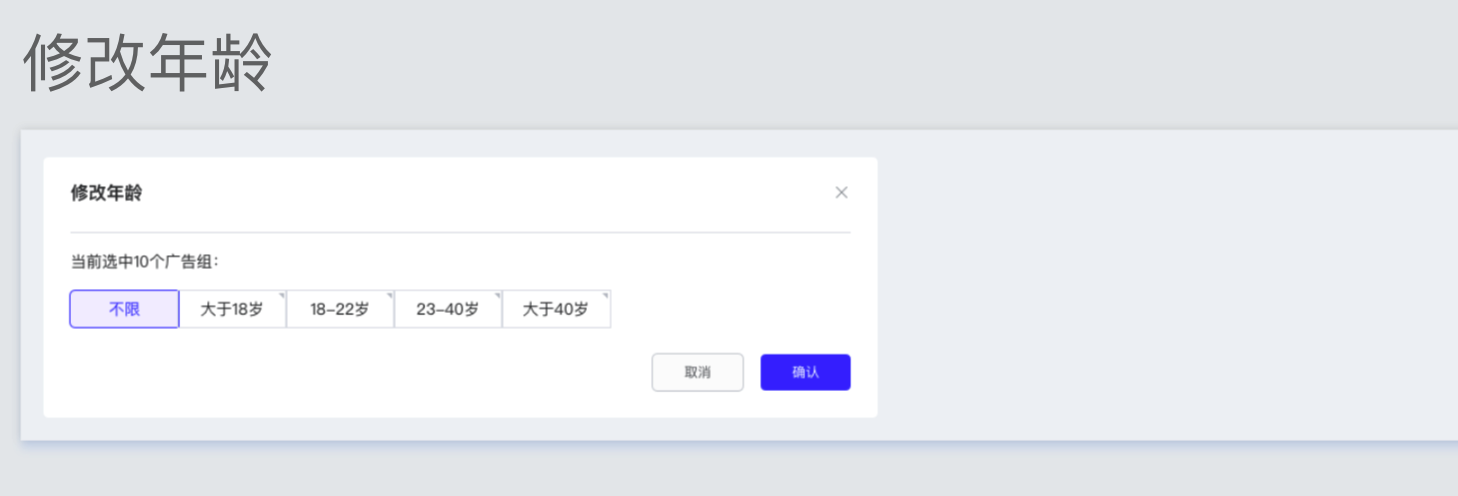 修改年龄
修改年龄
当前选中10个广告组：
不限 大于18岁 18-22岁 23-40岁 大于40岁
取消 确认